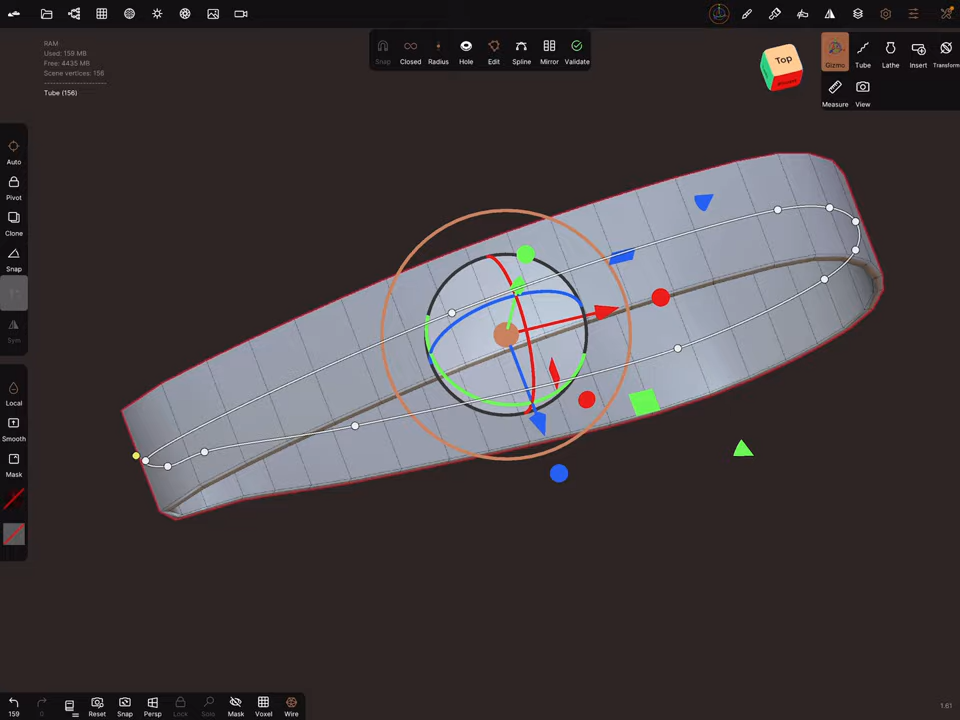 RAM
Used: 159 MB
Free: 4435 MB
Scene vertices: 156
Tube (156)
Snap
Closed
Radius
Hole
Edit
Spline
Mirror
Validate
Top
Gizmo
Tube
Lathe
Insert
Transform
Measure
View
Auto
Pivot
Clone
Snap
Sym
Local
Smooth
Mask
159
0
Reset
Snap
Persp
Lock
Solo
Mask
Voxel
Wire
1.61